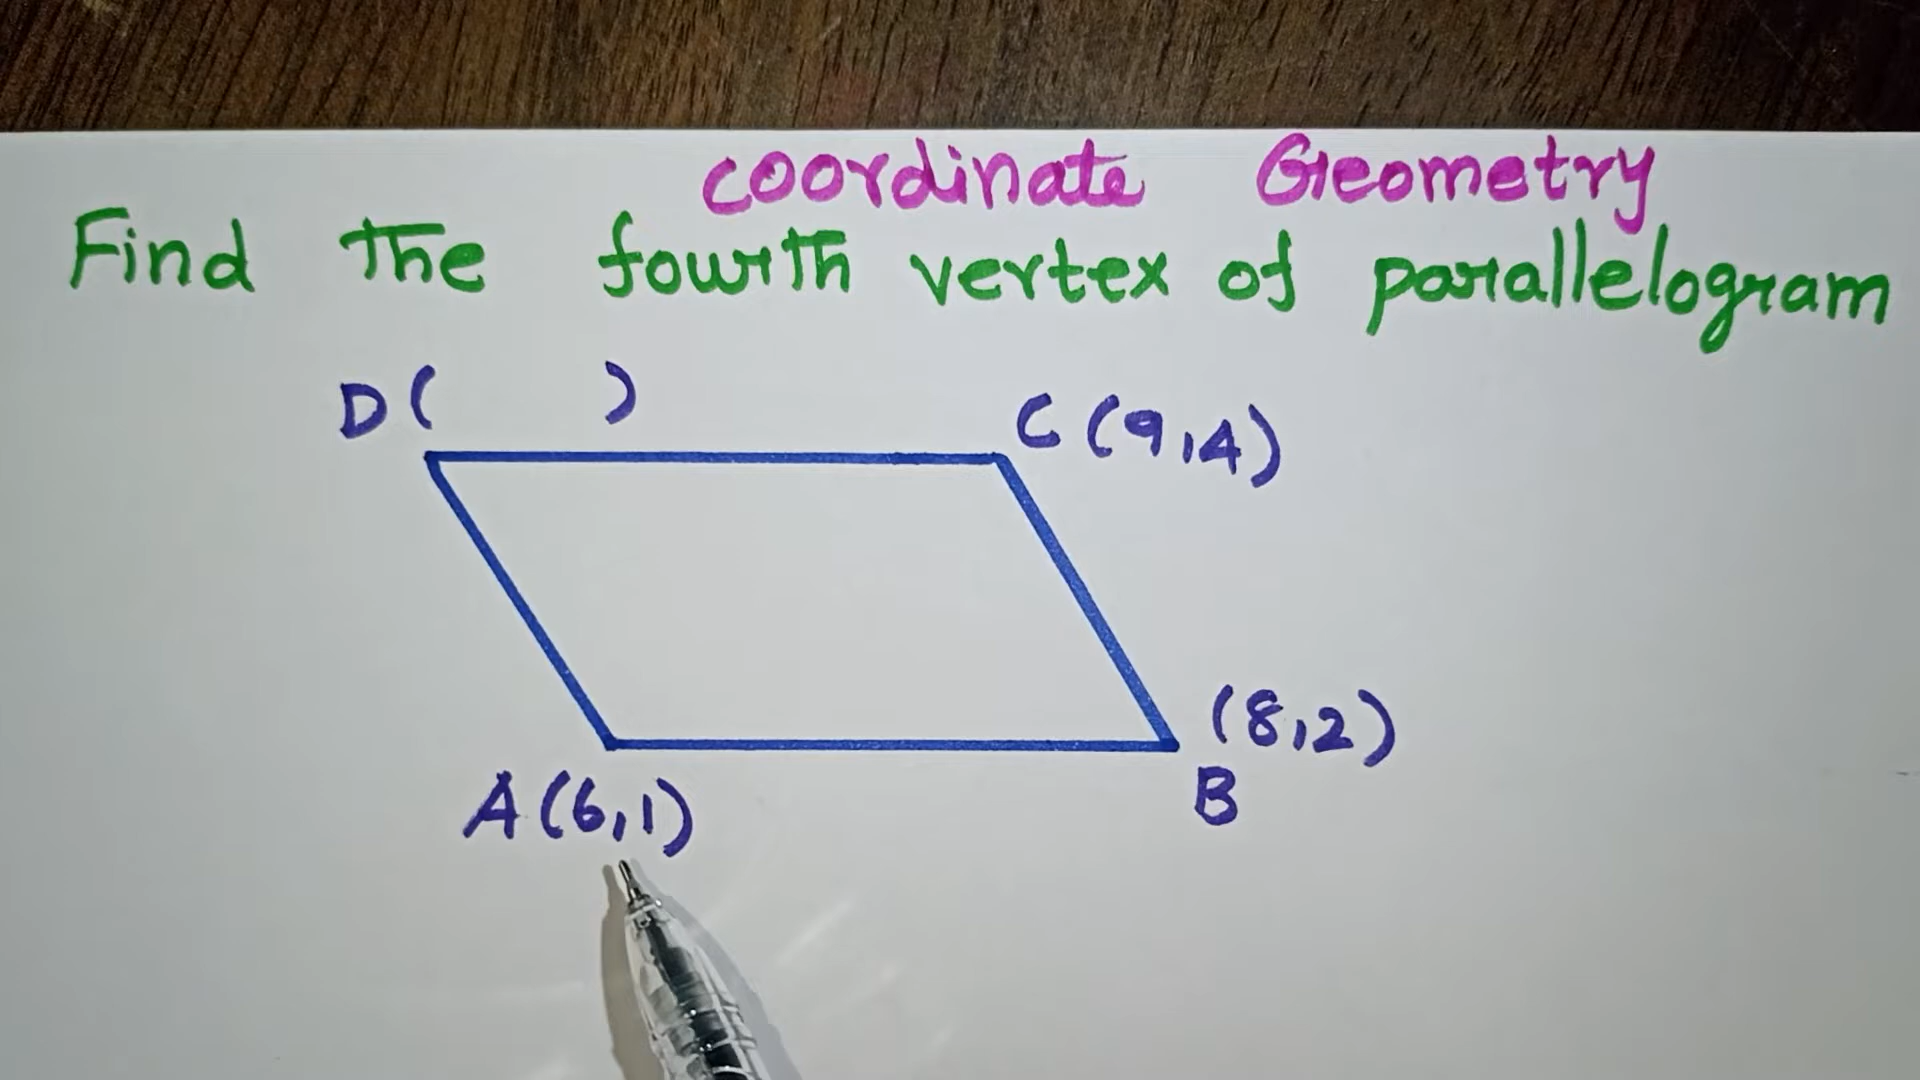 coordinate Geometry
Find the fourth vertex of parallelogram
D( )
C (9,4)
(8,2)
B
A (6,1)